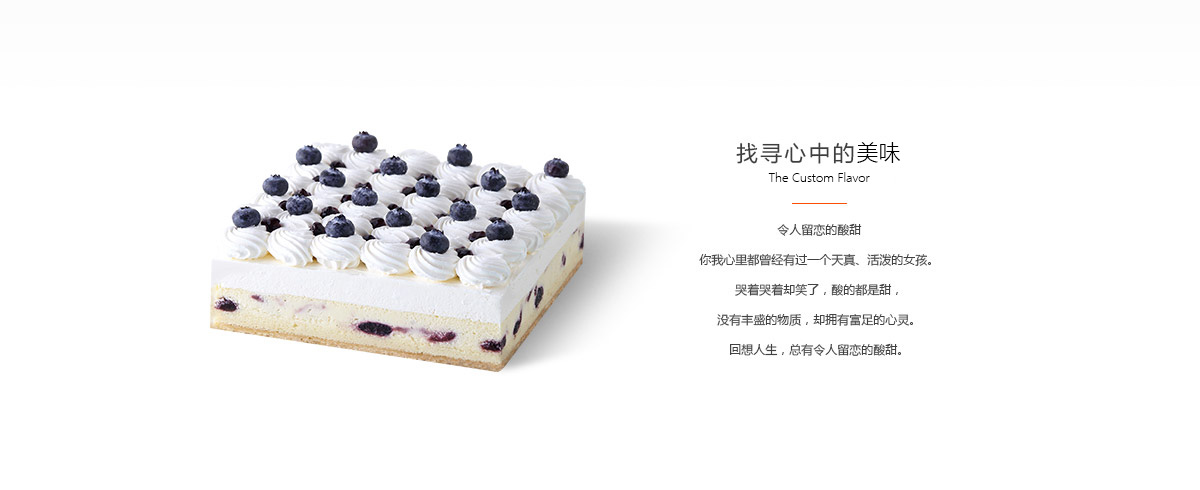 找寻心中的美味
The Custom Flavor
令人留恋的酸甜
你我心里都曾经有过一个天真、活泼的女孩。
哭着哭着却笑了，酸的都是甜，
没有丰盛的物质，却拥有富足的心灵。
回想人生，总有令人留恋的酸甜。